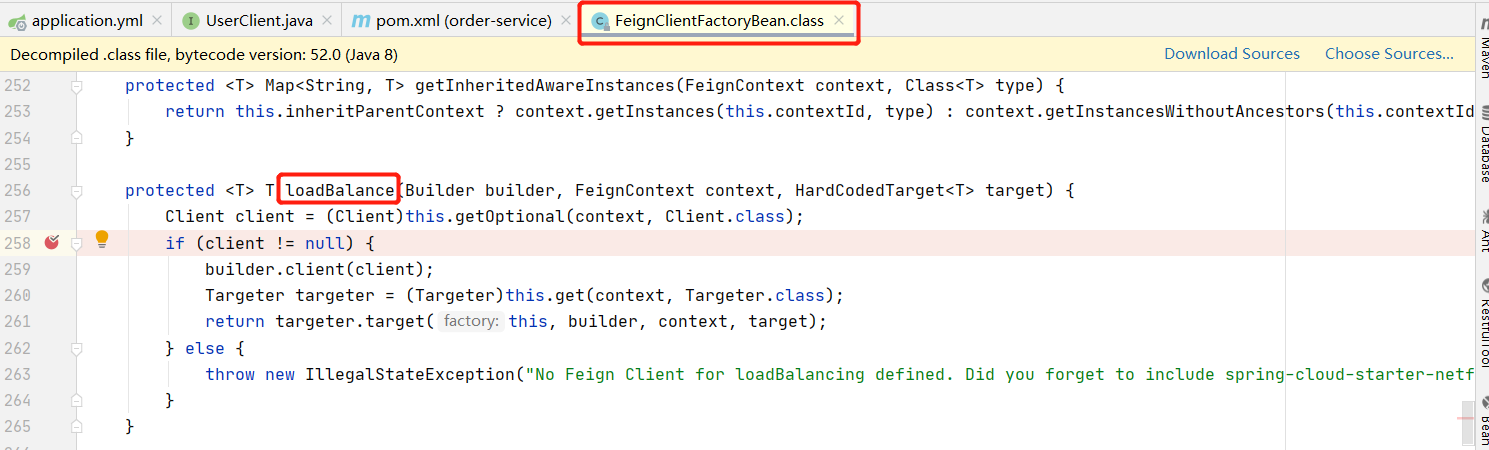 application.yml UserClient.java pom.xml (order-service) FeignClientFactoryBean.class
Decompiled .class file, bytecode version: 52.0 (Java 8) Download Sources Choose Sources...
252 protected <T> Map<String, T> getInheritedAwareInstances(FeignContext context, Class<T> type) {
253 return this.inheritParentContext ? context.getInstances(this.contextId, type) : context.getInstancesWithoutAncestors(this.contextId
254 }
255
256 protected <T> T loadBalance(Builder builder, FeignContext context, HardCodedTarget<T> target) {
257 Client client = (Client)this.getOptional(context, Client.class);
258 if (client != null) {
259 builder.client(client);
260 Targeter targeter = (Targeter)this.get(context, Targeter.class);
261 return targeter.target( factory: this, builder, context, target);
262 } else {
263 throw new IllegalStateException("No Feign Client for loadBalancing defined. Did you forget to include spring-cloud-starter-netf
264 }
265 }
Maven
Database
Ant
RestfulTool
Bean